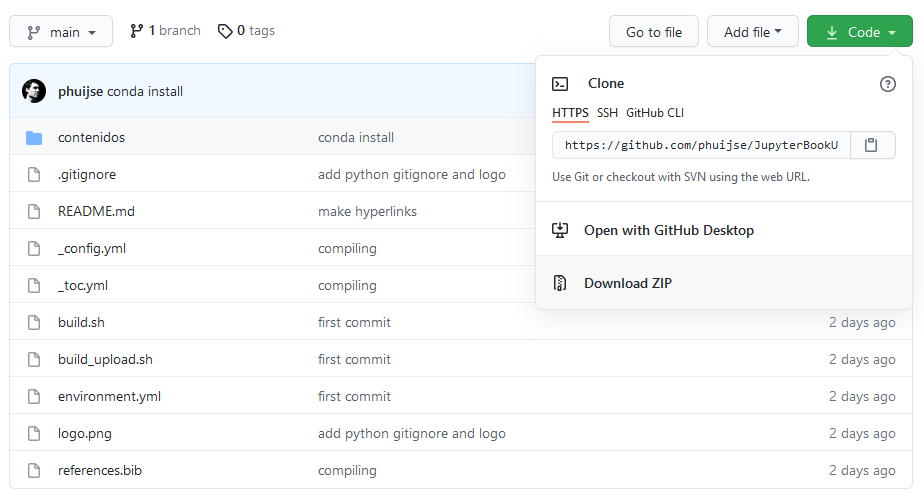 main 1 branch 0 tags Go to file Add file Code
phuijse conda install
Clone
HTTPS SSH GitHub CLI
https://github.com/phuijse/JupyterBookU
Use Git or checkout with SVN using the web URL.
Open with GitHub Desktop
Download ZIP
contenidos conda install
.gitignore add python gitignore and logo
README.md make hyperlinks
_config.yml compiling
_toc.yml compiling
build.sh first commit 2 days ago
build_upload.sh first commit 2 days ago
environment.yml first commit 2 days ago
logo.png add python gitignore and logo 2 days ago
references.bib compiling 2 days ago